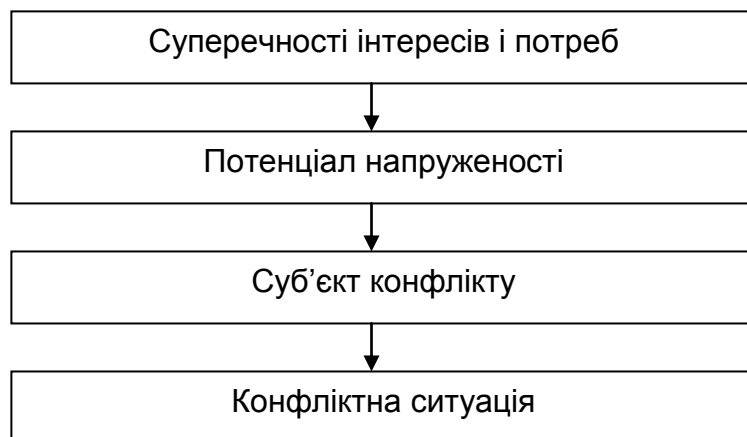 Суперечності інтересів і потреб
Потенціал напруженості
Суб’єкт конфлікту
Конфліктна ситуація